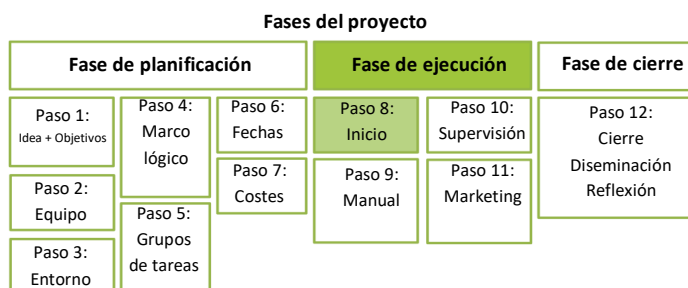 Fases del proyecto
Fase de planificación
Fase de ejecución
Fase de cierre
Paso 1:
Idea + Objetivos
Paso 2:
Equipo
Paso 3:
Entorno
Paso 4:
Marco
lógico
Paso 5:
Grupos
de tareas
Paso 6:
Fechas
Paso 7:
Costes
Paso 8:
Inicio
Paso 9:
Manual
Paso 10:
Supervisión
Paso 11:
Marketing
Paso 12:
Cierre
Diseminación
Reflexión